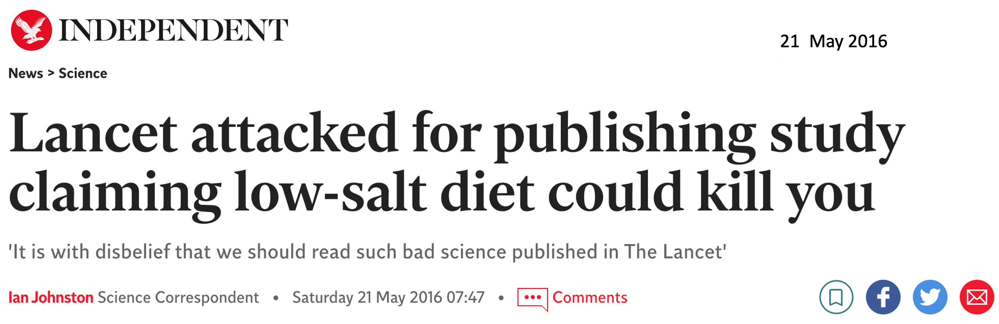 INDEPENDENT
21 May 2016
News > Science
Lancet attacked for publishing study
claiming low-salt diet could kill you
'It is with disbelief that we should read such bad science published in The Lancet'
Ian Johnston Science Correspondent • Saturday 21 May 2016 07:47 • Comments